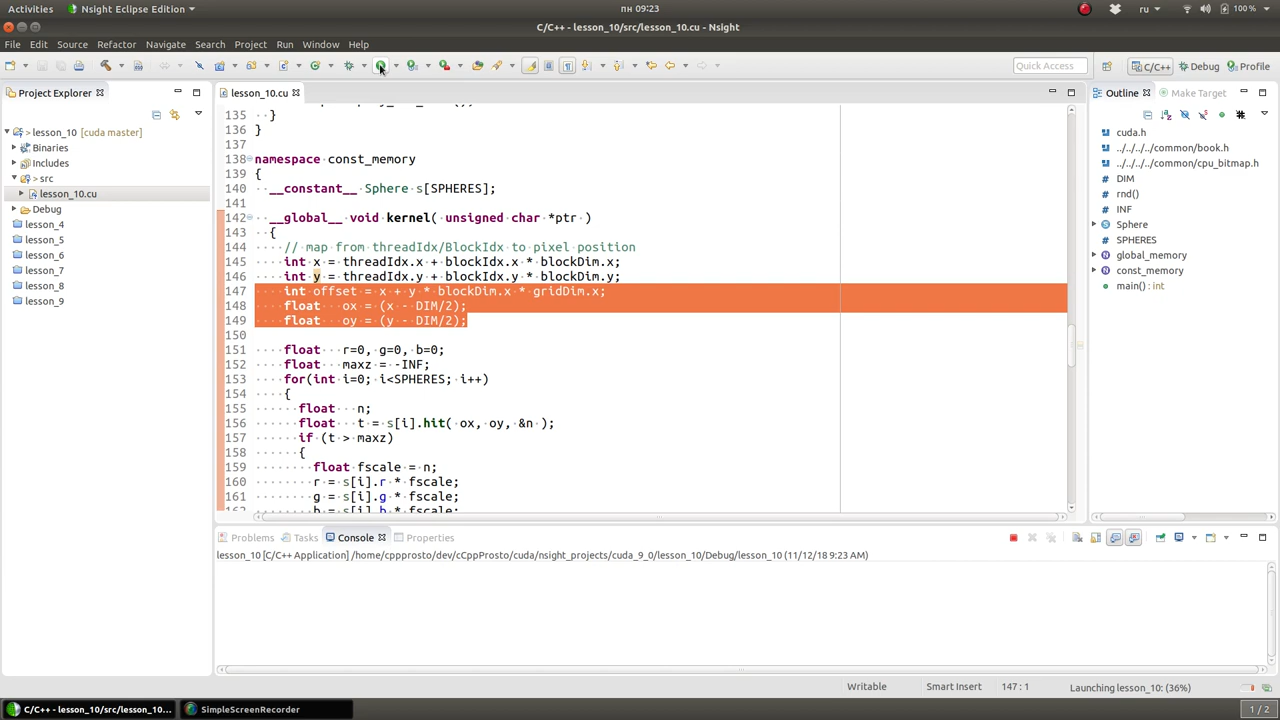 Activities Nsight Eclipse Edition пн 09:23 ru 100 %
C/C++ - lesson_10/src/lesson_10.cu - Nsight
File Edit Source Refactor Navigate Search Project Run Window Help
Quick Access C/C++ Debug Profile
Project Explorer
lesson_10.cu
Outline Make Target
> lesson_10 [cuda master]
Binaries
Includes
> src
lesson_10.cu
Debug
lesson_4
lesson_5
lesson_6
lesson_7
lesson_8
lesson_9
135 }
136 }
137
138 namespace const_memory
139 {
140 __constant__ Sphere s[SPHERES];
141
142 __global__ void kernel( unsigned char *ptr )
143 {
144 // map from threadIdx/BlockIdx to pixel position
145 int x = threadIdx.x + blockIdx.x * blockDim.x;
146 int y = threadIdx.y + blockIdx.y * blockDim.y;
147 int offset = x + y * blockDim.x * gridDim.x;
148 float ox = (x - DIM/2);
149 float oy = (y - DIM/2);
150
151 float r=0, g=0, b=0;
152 float maxz = -INF;
153 for(int i=0; i<SPHERES; i++)
154 {
155 float n;
156 float t = s[i].hit( ox, oy, &n );
157 if (t > maxz)
158 {
159 float fscale = n;
160 r = s[i].r * fscale;
161 g = s[i].g * fscale;
162 b = s[i].b * fscale;
cuda.h
../../../../common/book.h
../../../../common/cpu_bitmap.h
DIM
rnd()
INF
Sphere
SPHERES
global_memory
const_memory
main() : int
Problems Tasks Console Properties
lesson_10 [C/C++ Application] /home/cppprosto/dev/cCppProsto/cuda/nsight_projects/cuda_9_0/lesson_10/Debug/lesson_10 (11/12/18 9:23 AM)
Writable Smart Insert 147 : 1 Launching lesson_10: (36%)
C/C++ - lesson_10/src/lesson_10... SimpleScreenRecorder 1 / 2